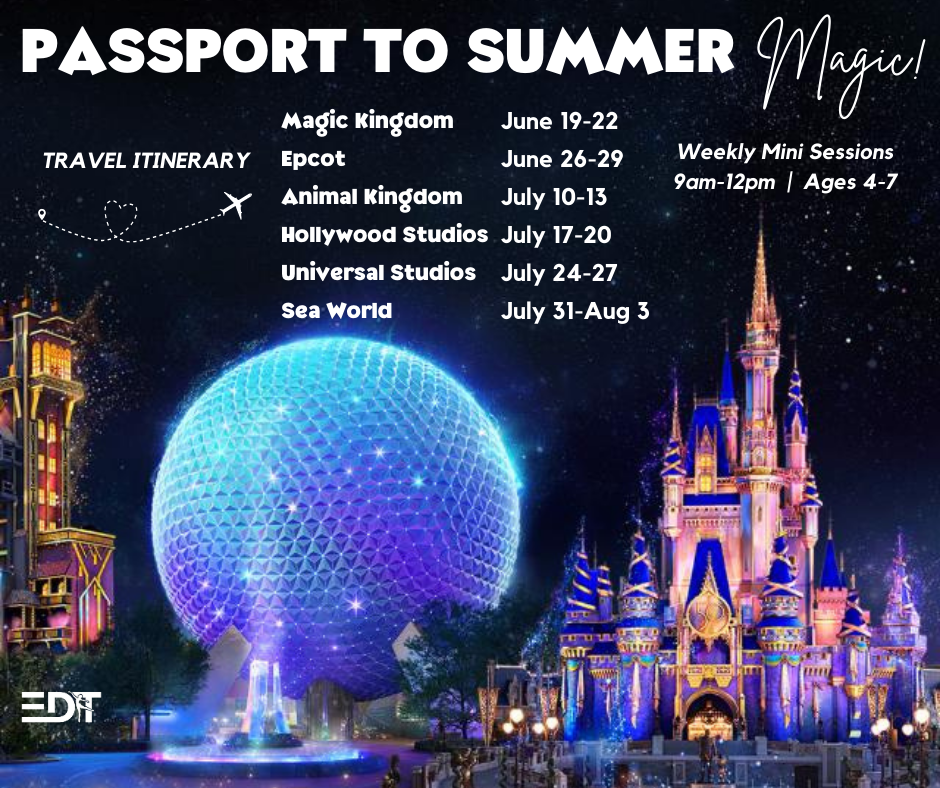 PASSPORT TO SUMMER Magic!
TRAVEL ITINERARY
Magic Kingdom June 19-22
Epcot June 26-29
Animal Kingdom July 10-13
Hollywood Studios July 17-20
Universal Studios July 24-27
Sea World July 31-Aug 3
Weekly Mini Sessions
9am-12pm | Ages 4-7
EDT